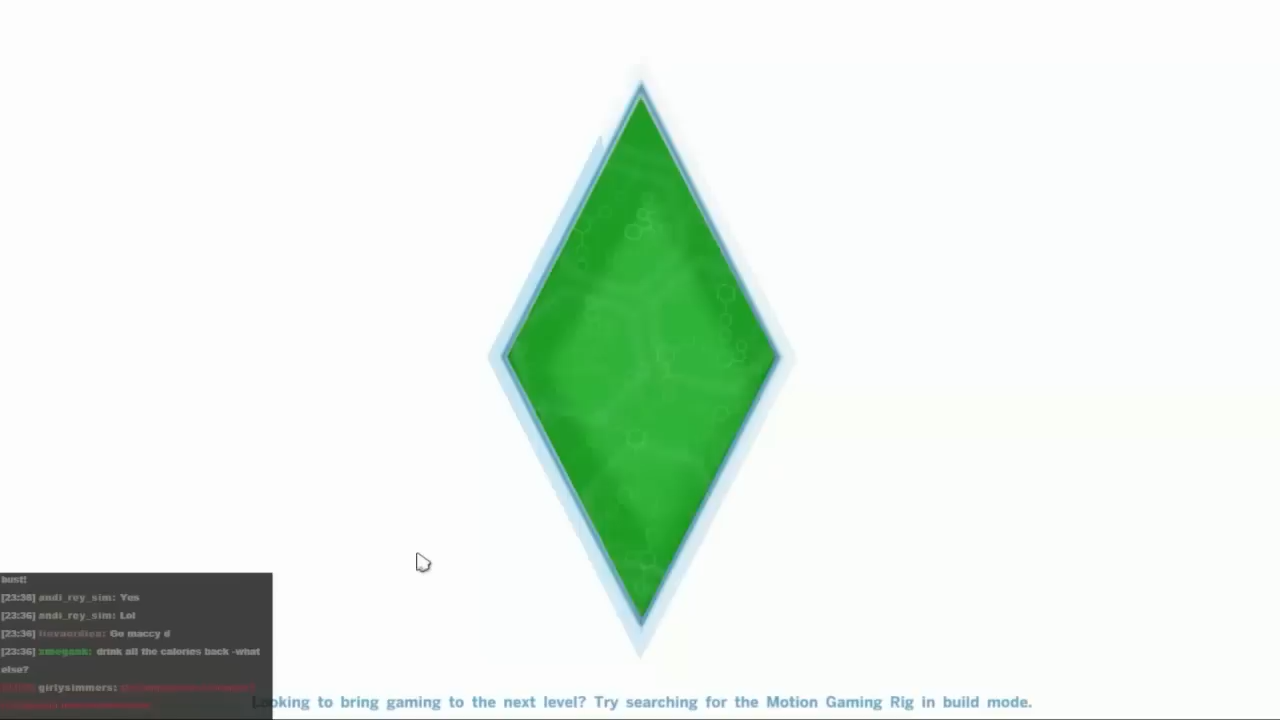 bust!
[23:36] andi_rey_sim: Yes
[23:36] andi_rey_sim: Lol
[23:36] Go maccy d
[23:36] xmegank: drink all the calories back -what
else?
girlysimmers:
Looking to bring gaming to the next level? Try searching for the Motion Gaming Rig in build mode.